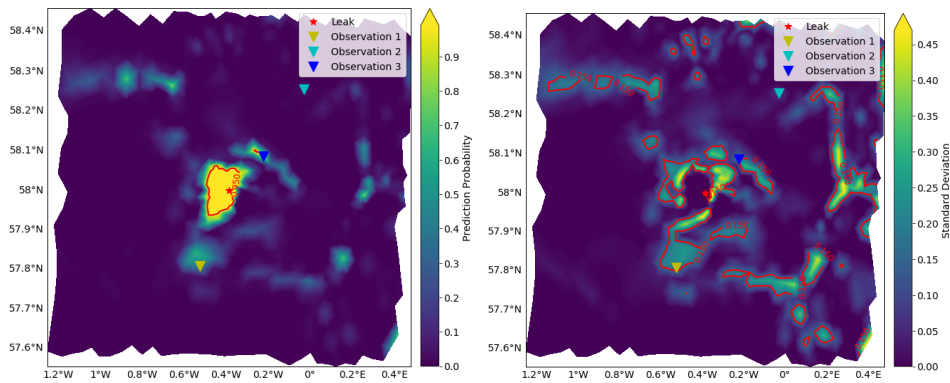 58.4°N
58.3°N
58.2°N
58.1°N
58°N
57.9°N
57.8°N
57.7°N
57.6°N
1.2°W 1°W 0.8°W 0.6°W 0.4°W 0.2°W 0° 0.2°E 0.4°E
Leak
Observation 1
Observation 2
Observation 3
0.9
0.8
0.7
0.6
0.5
0.4
0.3
0.2
0.1
0.0
Prediction Probability
58.4°N
58.3°N
58.2°N
58.1°N
58°N
57.9°N
57.8°N
57.7°N
57.6°N
1.2°W 1°W 0.8°W 0.6°W 0.4°W 0.2°W 0° 0.2°E 0.4°E
Leak
Observation 1
Observation 2
Observation 3
0.45
0.40
0.35
0.30
0.25
0.20
0.15
0.10
0.05
0.00
Standard Deviation